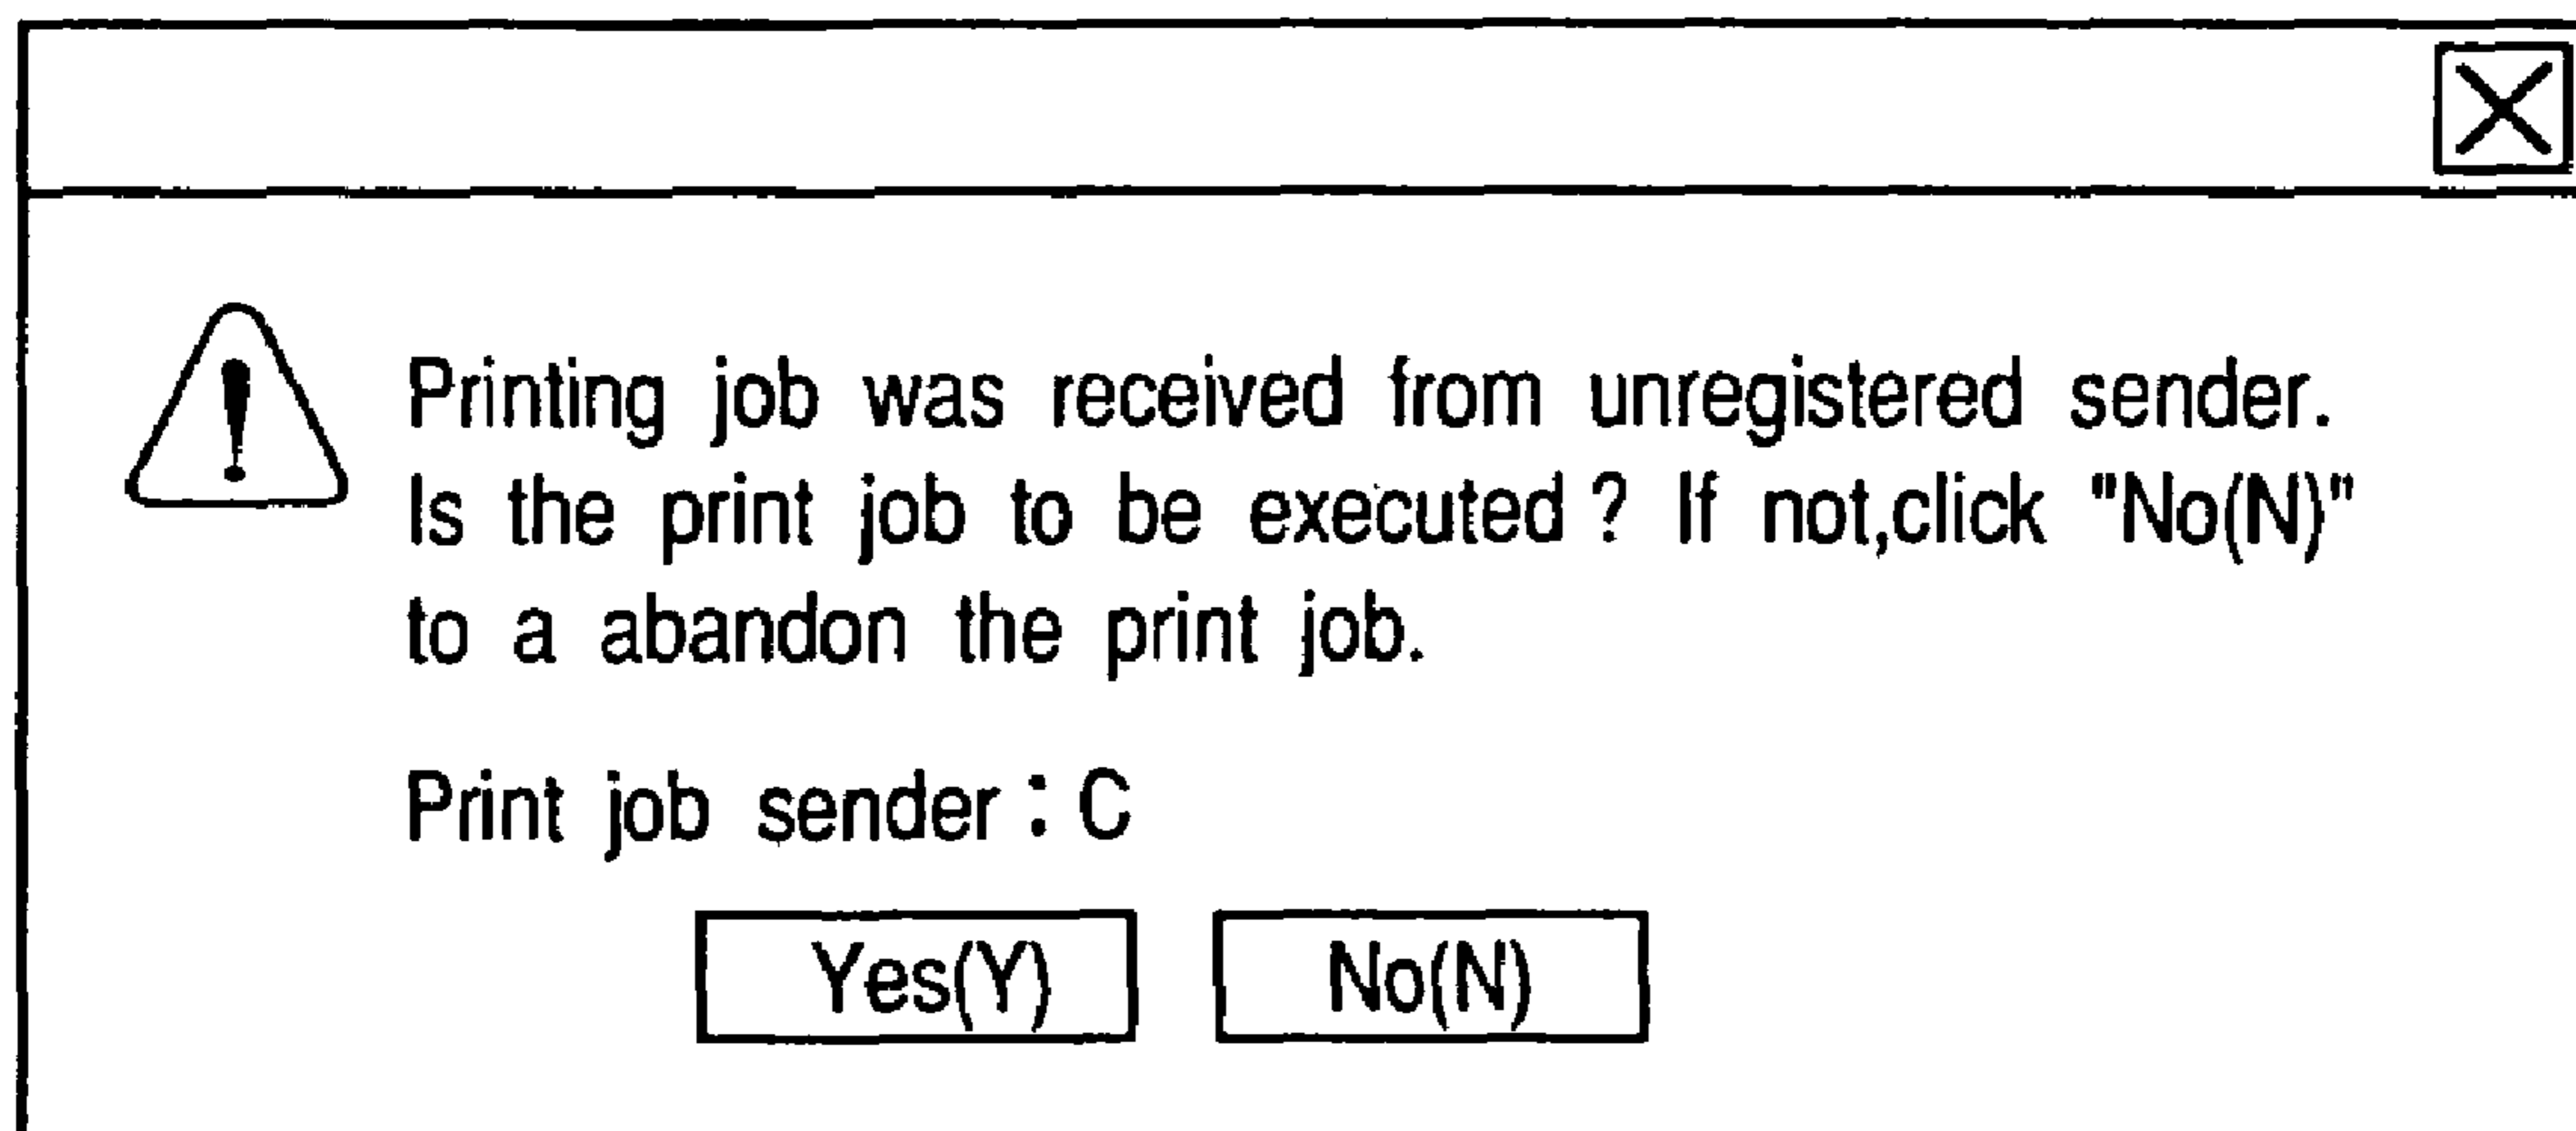 Printing job was received from unregistered sender.
Is the print job to be executed ? If not,click "No(N)"
to a abandon the print job.
Print job sender : C
Yes(Y) No(N)